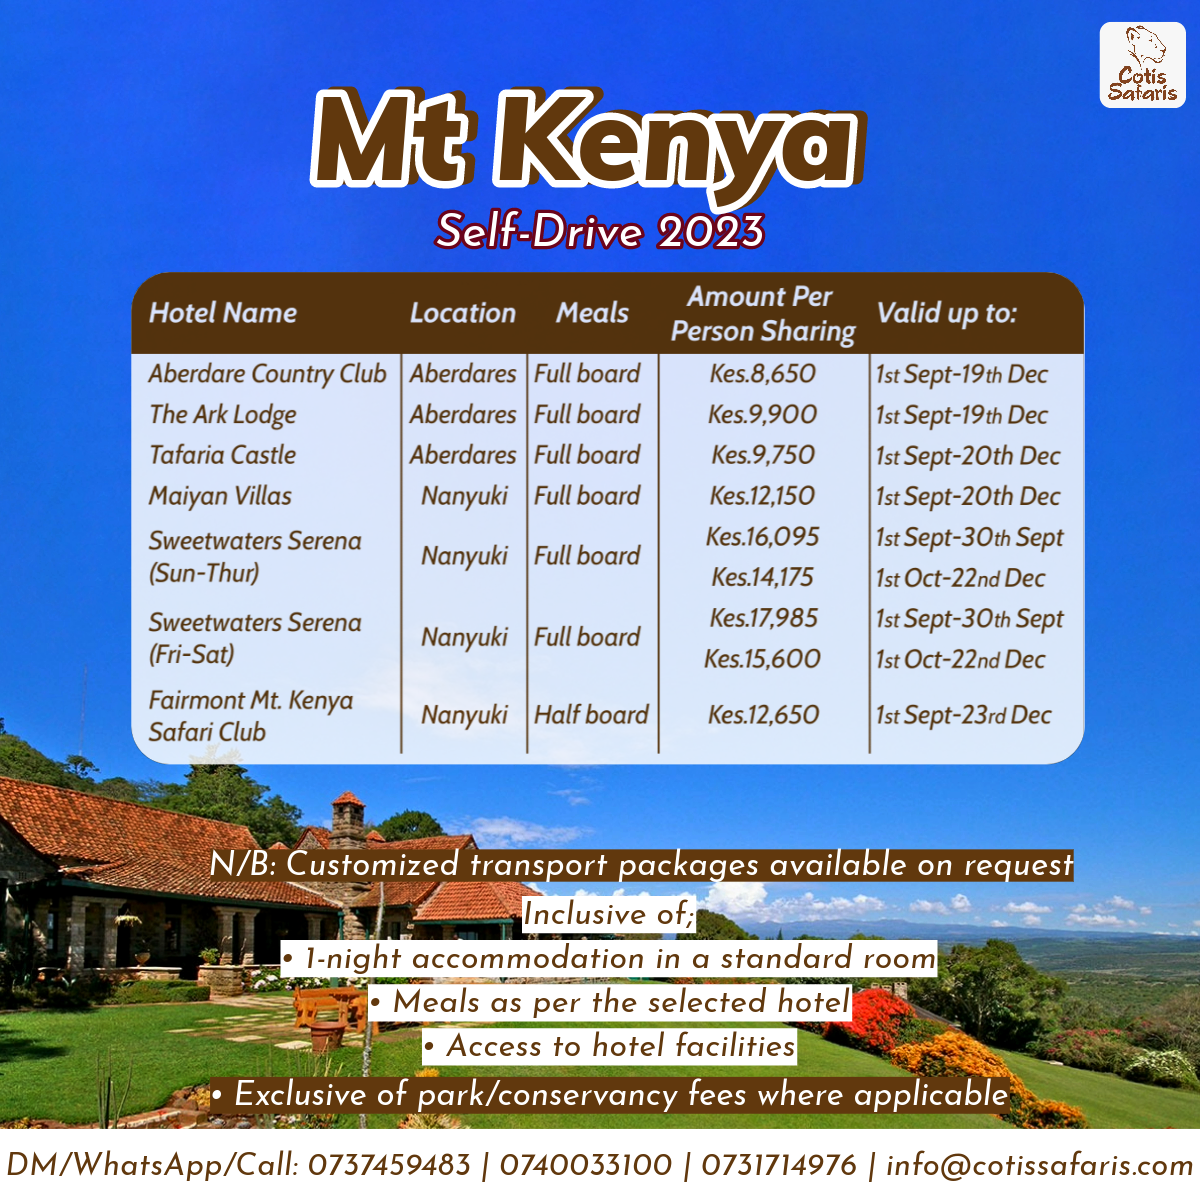 Cotis
Safaris
Mt Kenya
Self-Drive 2023
Hotel Name Location Meals Amount Per Person Sharing Valid up to:
Aberdare Country Club Aberdares Full board Kes.8,650 1st Sept-19th Dec
The Ark Lodge Aberdares Full board Kes.9,900 1st Sept-19th Dec
Tafaria Castle Aberdares Full board Kes.9,750 1st Sept-20th Dec
Maiyan Villas Nanyuki Full board Kes.12,150 1st Sept-20th Dec
Sweetwaters Serena (Sun-Thur) Nanyuki Full board Kes.16,095 1st Sept-30th Sept
Kes.14,175 1st Oct-22nd Dec
Sweetwaters Serena (Fri-Sat) Nanyuki Full board Kes.17,985 1st Sept-30th Sept
Kes.15,600 1st Oct-22nd Dec
Fairmont Mt. Kenya Safari Club Nanyuki Half board Kes.12,650 1st Sept-23rd Dec
N/B: Customized transport packages available on request
Inclusive of;
• 1-night accommodation in a standard room
• Meals as per the selected hotel
• Access to hotel facilities
• Exclusive of park/conservancy fees where applicable
DM/WhatsApp/Call: 0737459483 | 0740033100 | 0731714976 | info@cotissafaris.com